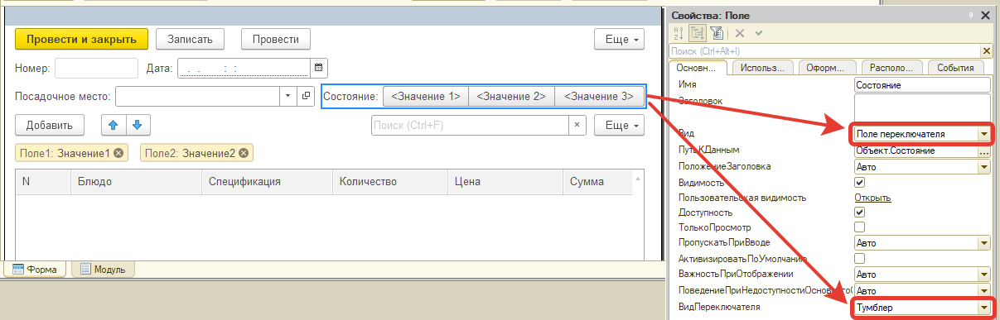 Провести и закрыть Записать Провести Еще
Номер: Дата: . . : :
Посадочное место: Состояние: <Значение 1> <Значение 2> <Значение 3>
Добавить Поиск (Ctrl+F) × Еще
Поле1: Значение1 Поле2: Значение2
N Блюдо Спецификация Количество Цена Сумма
Форма Модуль
Свойства: Поле
Поиск (Ctrl+Alt+I)
Основн... Использ... Оформ... Располо... События
Имя Состояние
Заголовок
Вид Поле переключателя
ПутьКДанным Объект.Состояние ...
ПоложениеЗаголовка Авто
Видимость
Пользовательская видимость Открыть
Доступность
ТолькоПросмотр
ПропускатьПриВводе Авто
АктивизироватьПоУмолчанию
ВажностьПриОтображении Авто
ПоведениеПриНедоступностиОсновного Авто
ВидПереключателя Тумблер